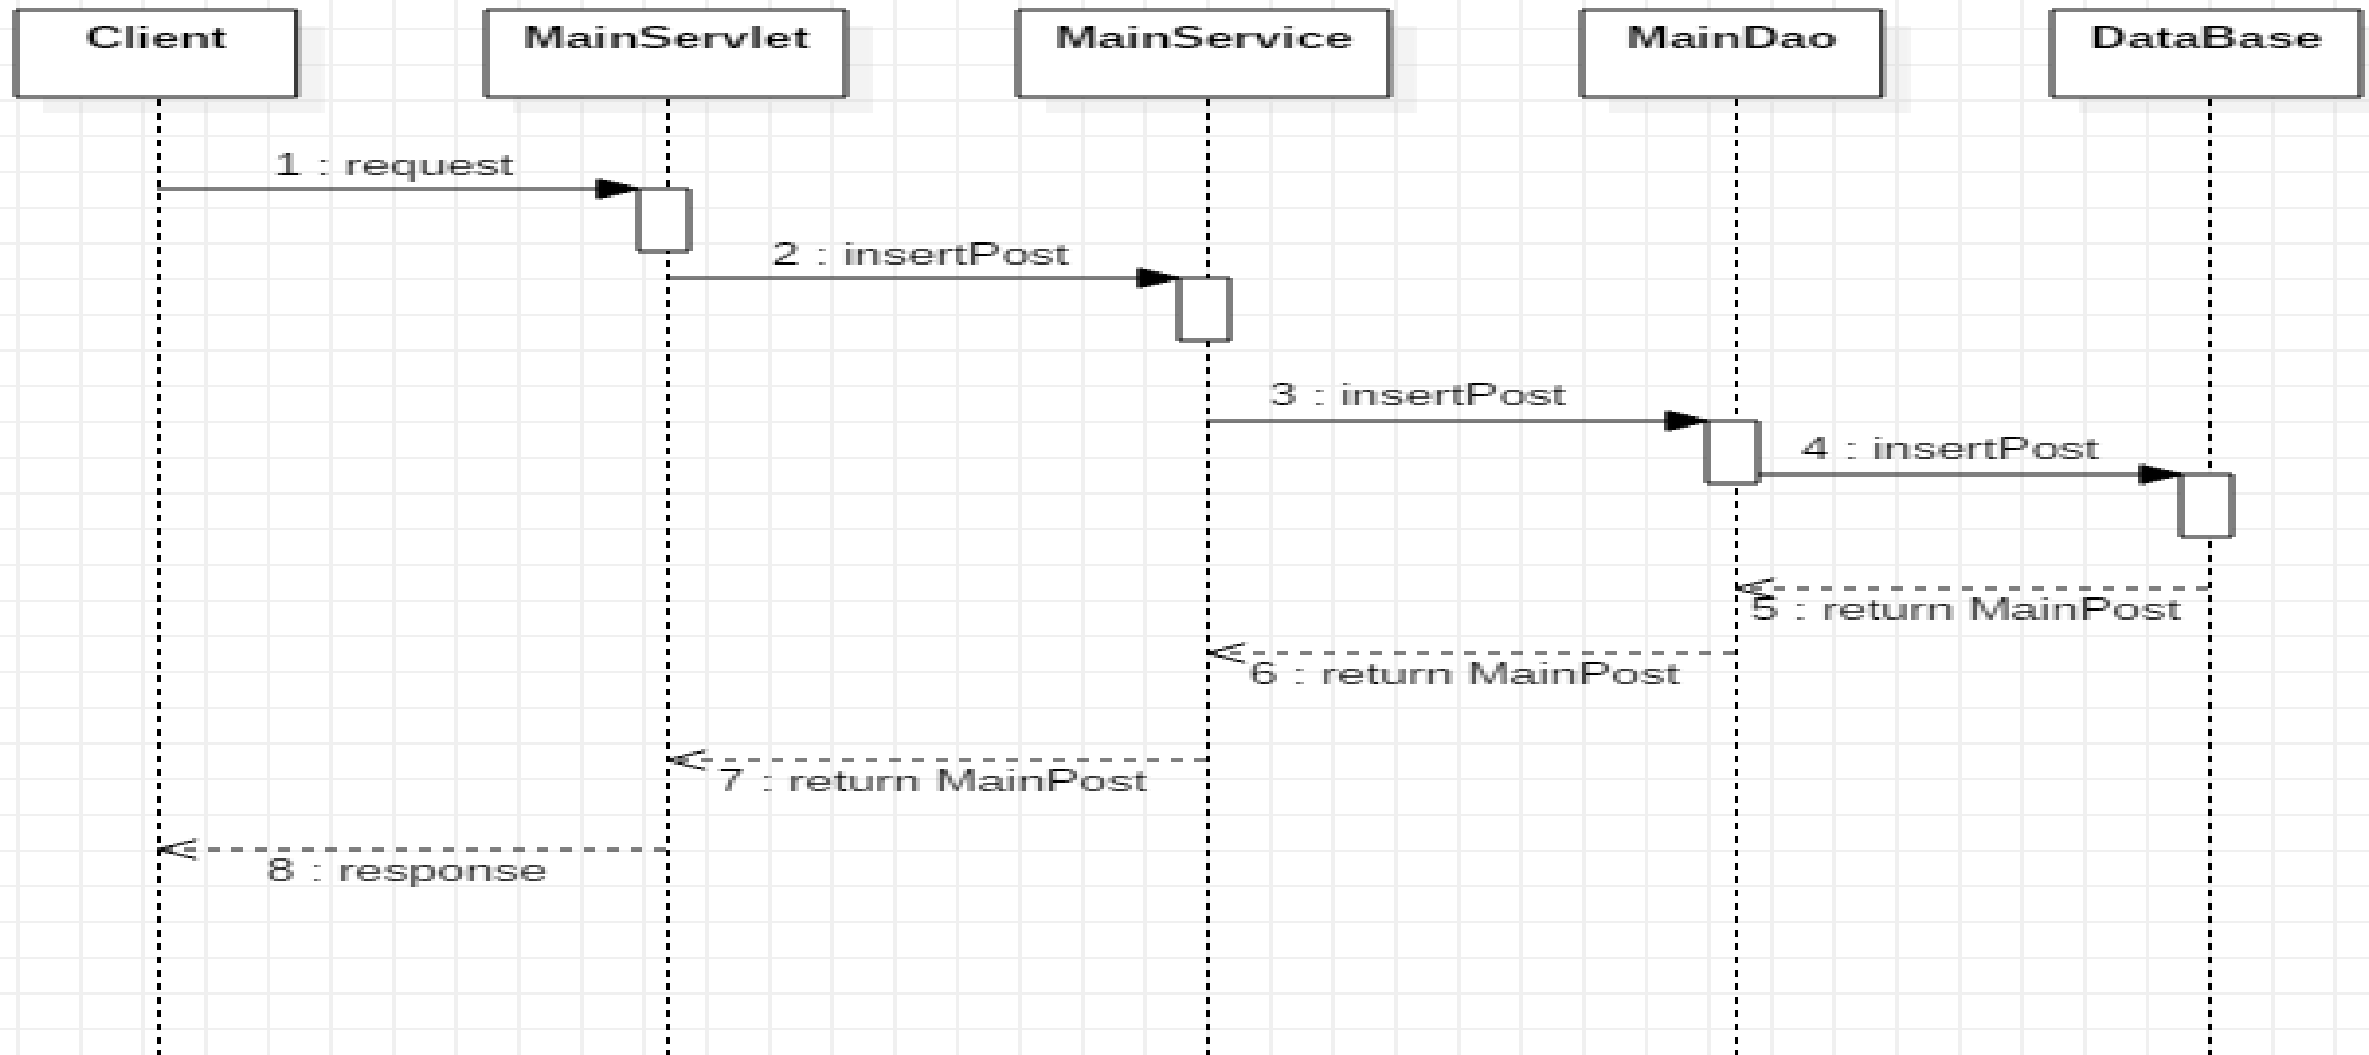 Client
MainServlet
MainService
MainDao
DataBase
1 : request
2 : insertPost
3 : insertPost
4 : insertPost
5 : return MainPost
6 : return MainPost
7 : return MainPost
8 : response